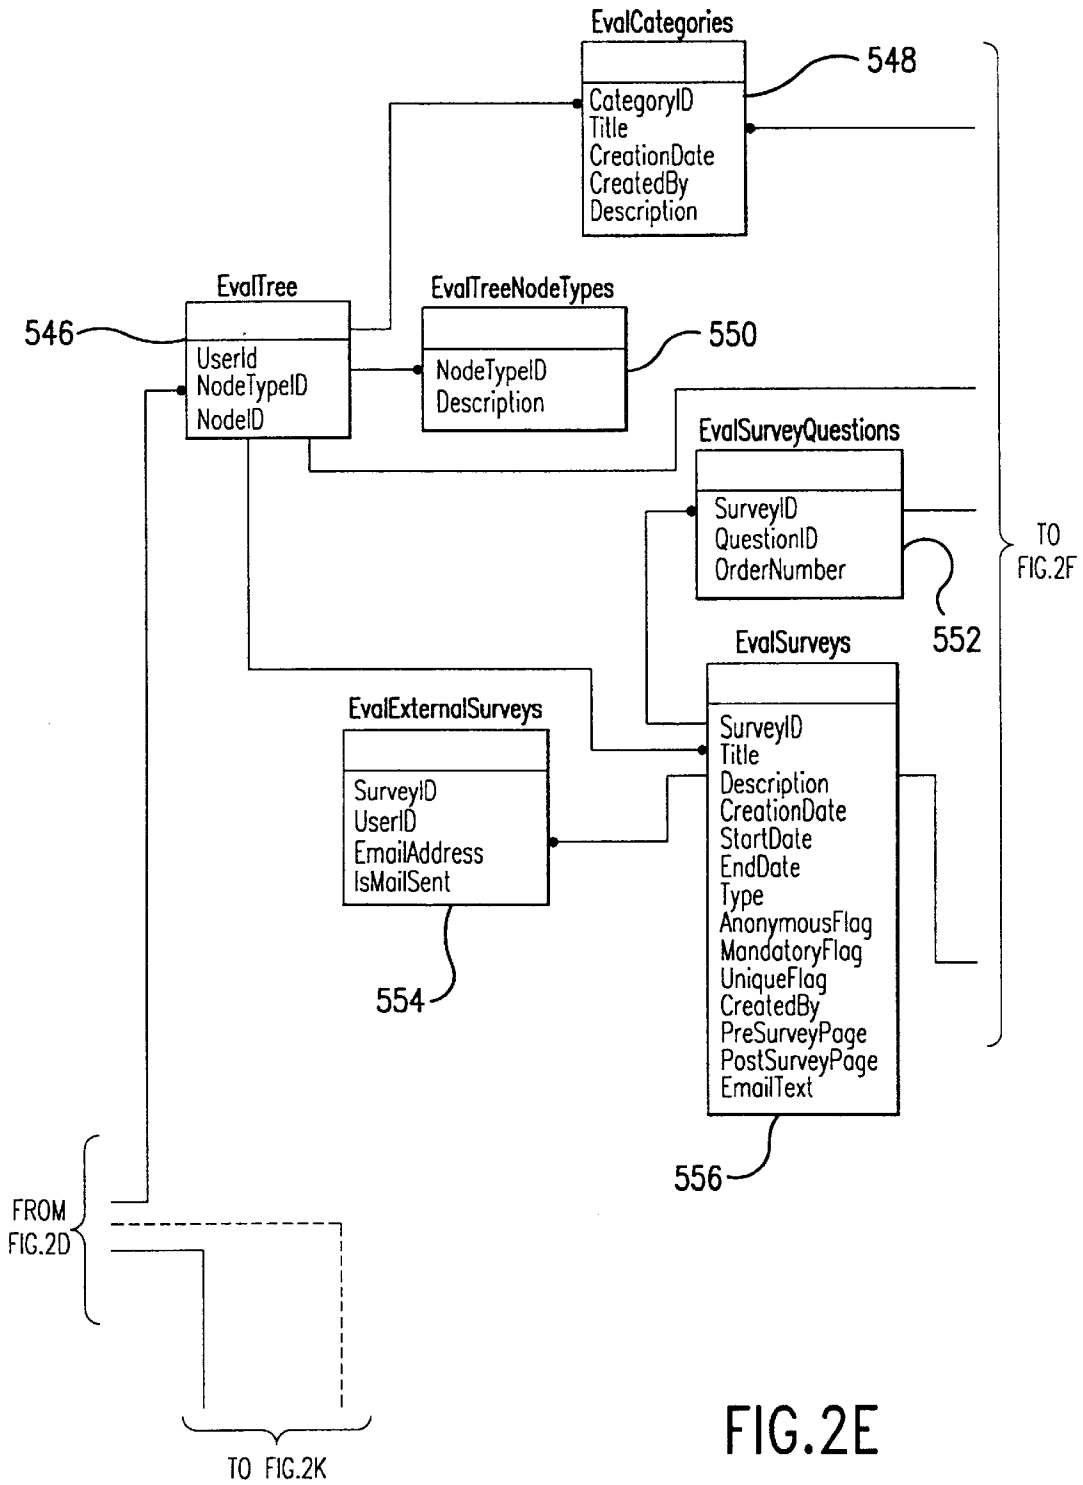 EvalCategories
548
CategoryID
Title
CreationDate
CreatedBy
Description
EvalTree
546
UserId
NodeTypeID
NodeID
EvalTreeNodeTypes
550
NodeTypeID
Description
EvalSurveyQuestions
SurveyID
QuestionID
OrderNumber
552
TO
FIG.2F
EvalSurveys
SurveyID
Title
Description
CreationDate
StartDate
EndDate
Type
AnonymousFlag
MandatoryFlag
UniqueFlag
CreatedBy
PreSurveyPage
PostSurveyPage
EmailText
556
EvalExternalSurveys
SurveyID
UserID
EmailAddress
IsMailSent
554
FROM
FIG.2D
TO FIG.2K
FIG.2E